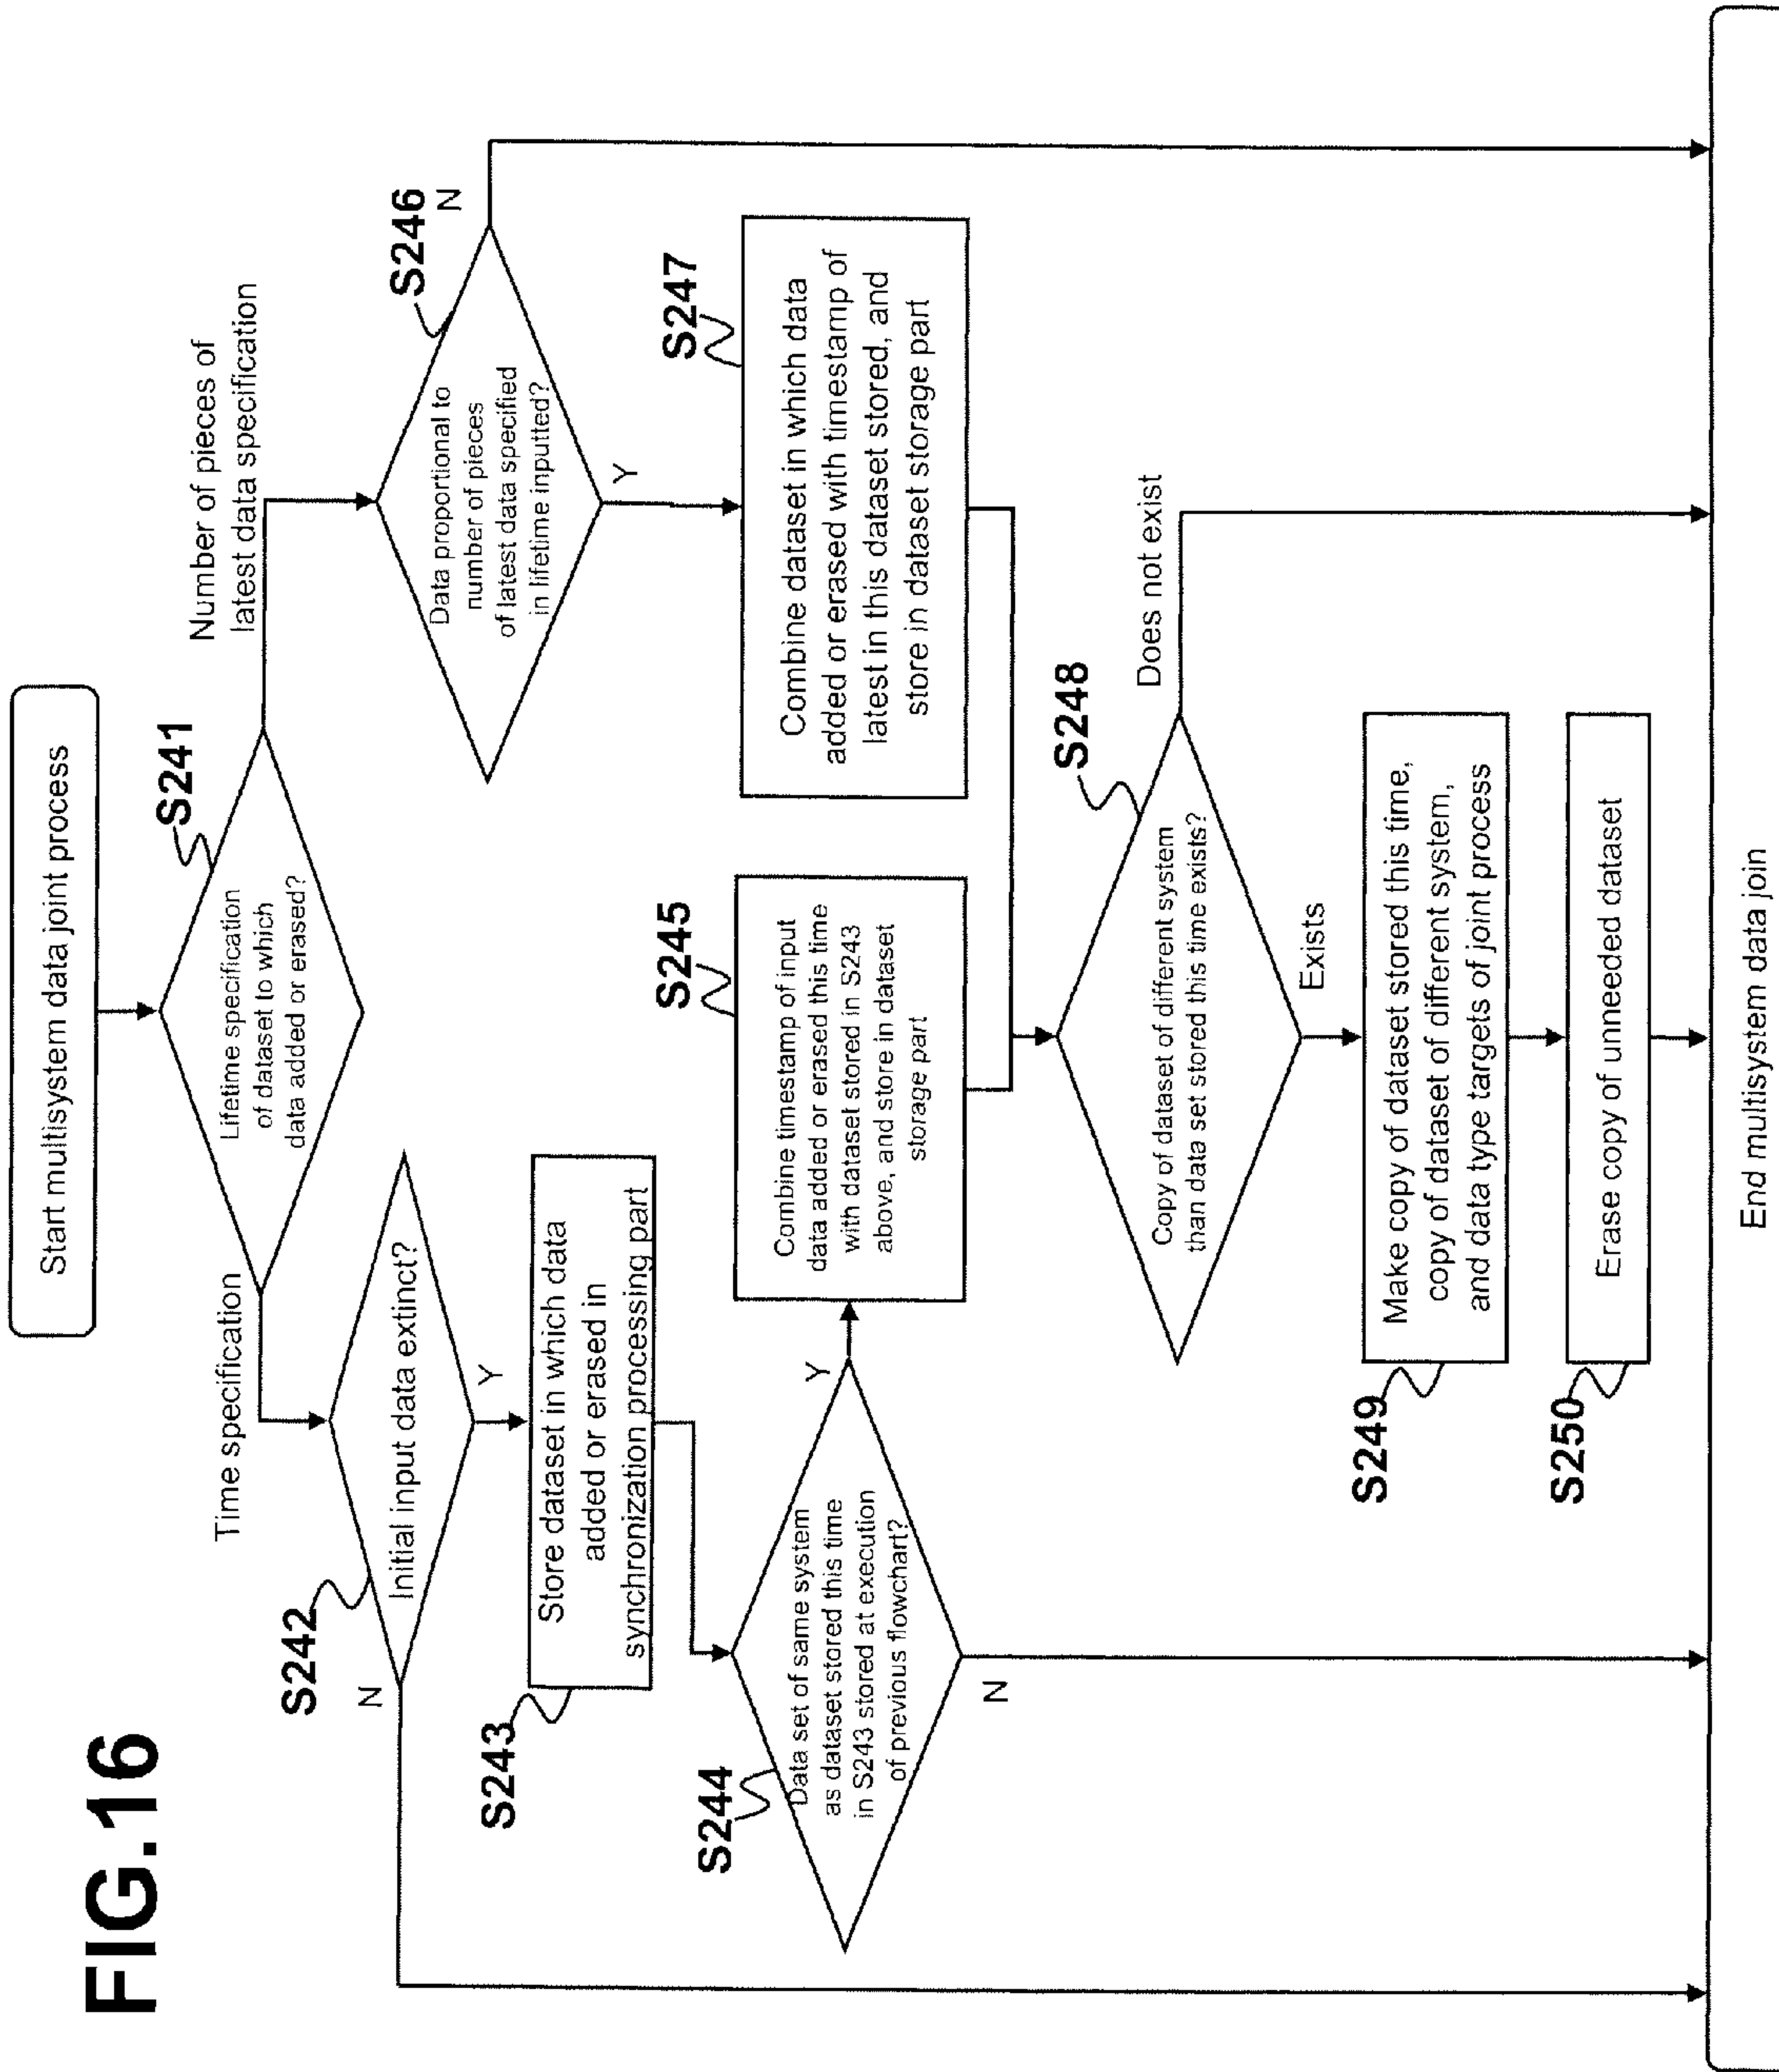 FIG.16
Start multisystem data joint process
S241
Lifetime specification
of dataset to which
data added or erased?
Time specification
Number of pieces of
latest data specification
S242
Initial input data extinct?
N
Y
S243
Store dataset in which data
added or erased in
synchronization processing part
S244
Data set of same system
as dataset stored this time
in S243 stored at execution
of previous flowchart?
Y
N
S245
Combine timestamp of input
data added or erased this time
with dataset stored in S243
above, and store in dataset
storage part
S246
Data proportional to
number of pieces
of latest data specified
in lifetime inputted?
N
Y
S247
Combine dataset in which data
added or erased with timestamp of
latest in this dataset stored, and
store in dataset storage part
S248
Copy of dataset of different system
than data set stored this time exists?
Does not exist
Exists
S249
Make copy of dataset stored this time,
copy of dataset of different system,
and data type targets of joint process
S250
Erase copy of unneeded dataset
End multisystem data join